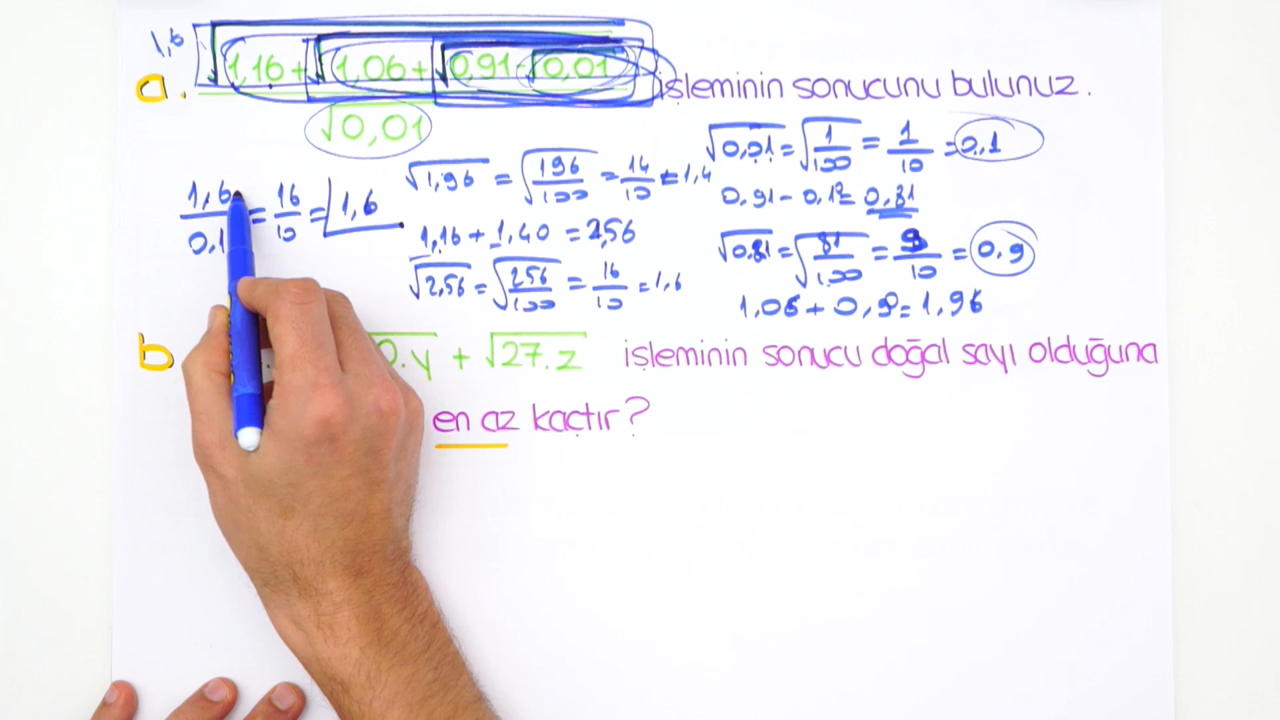 1,6
a. √1,16+√1,06+√0,91-√0,01 işleminin sonucunu bulunuz.
√0,01
√1,96 = √196/100 = 14/10 = 1,4
√0,01 = √1/100 = 1/10 = 0,1
0,91 - 0,1 = 0,81
1,6/0,1 = 16/10 = 1,6
1,16 + 1,40 = 2,56
√0,81 = √81/100 = 9/10 = 0,9
√2,56 = √256/100 = 16/10 = 1,6
1,06 + 0,9 = 1,96
b .y + √27.z işleminin sonucu doğal sayı olduğuna
en az kaçtır?